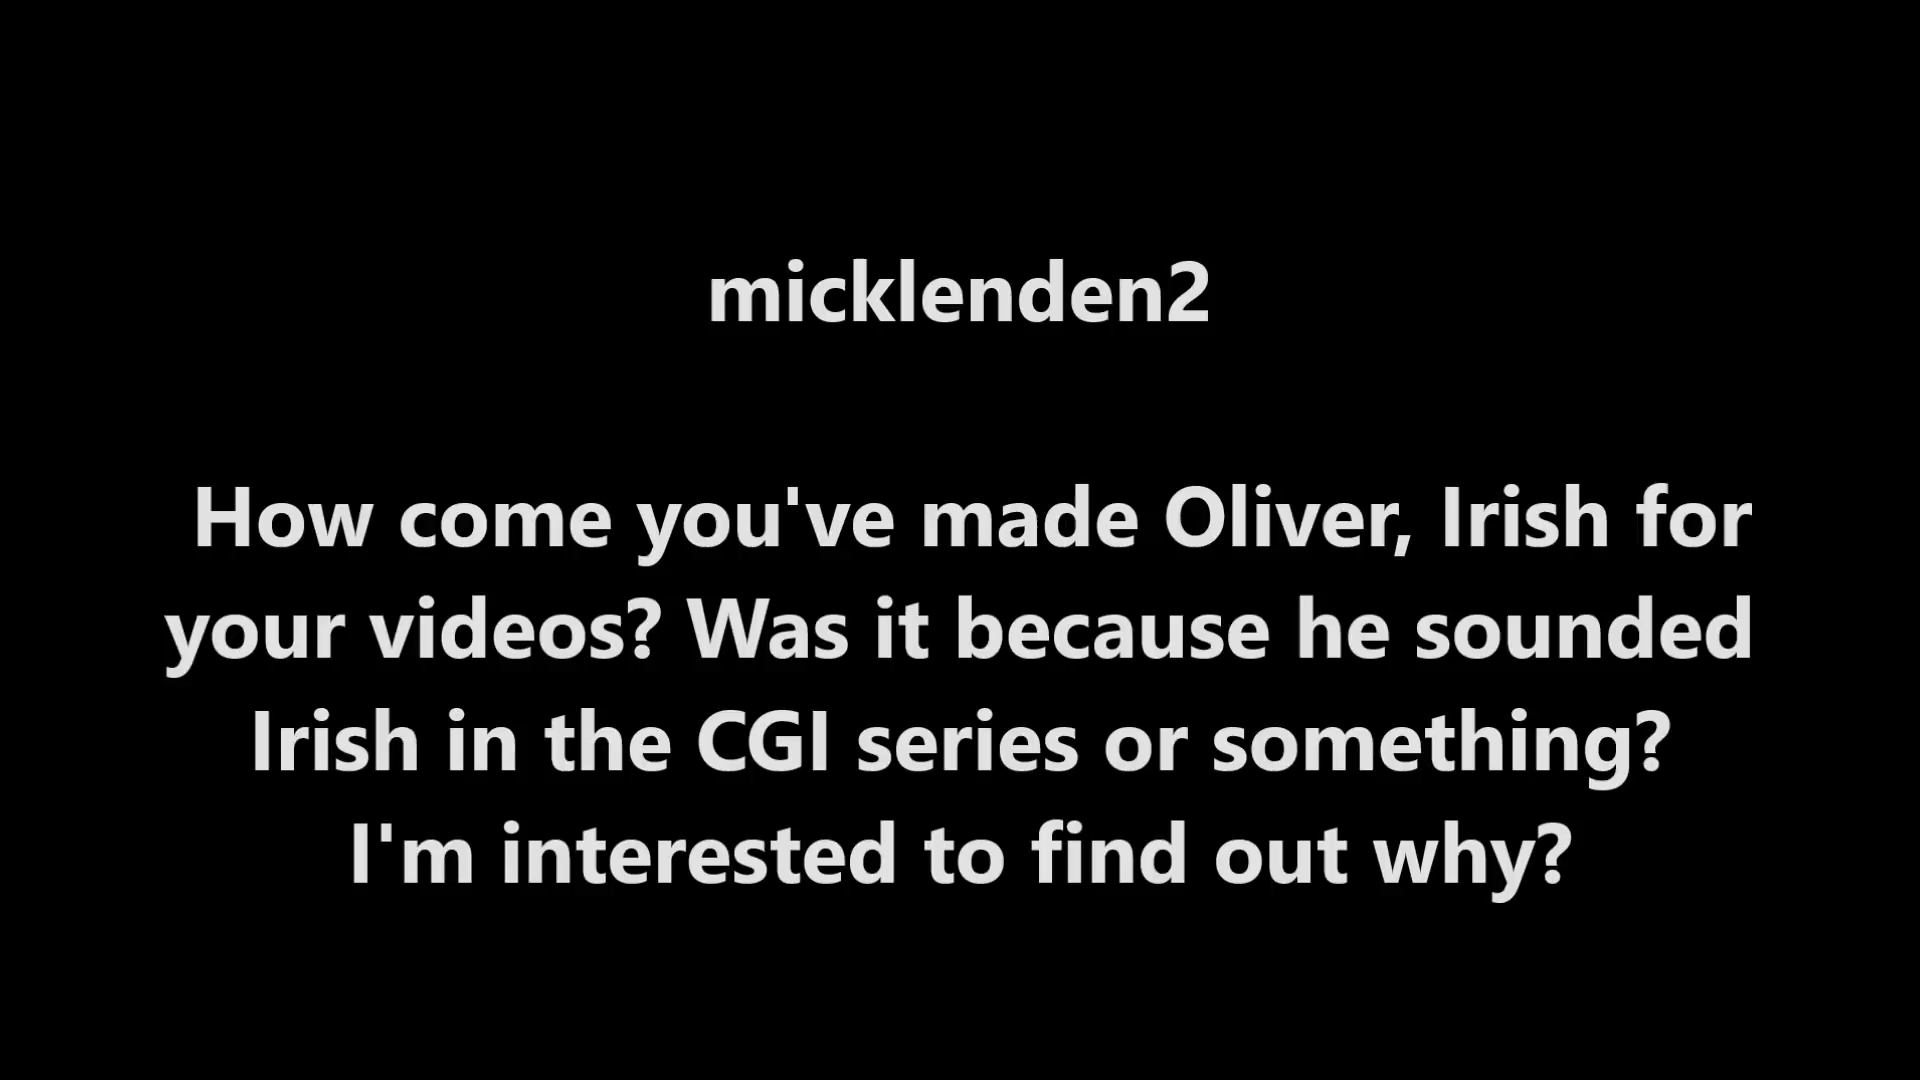 micklenden2
How come you've made Oliver, Irish for
your videos? Was it because he sounded
Irish in the CGI series or something?
I'm interested to find out why?